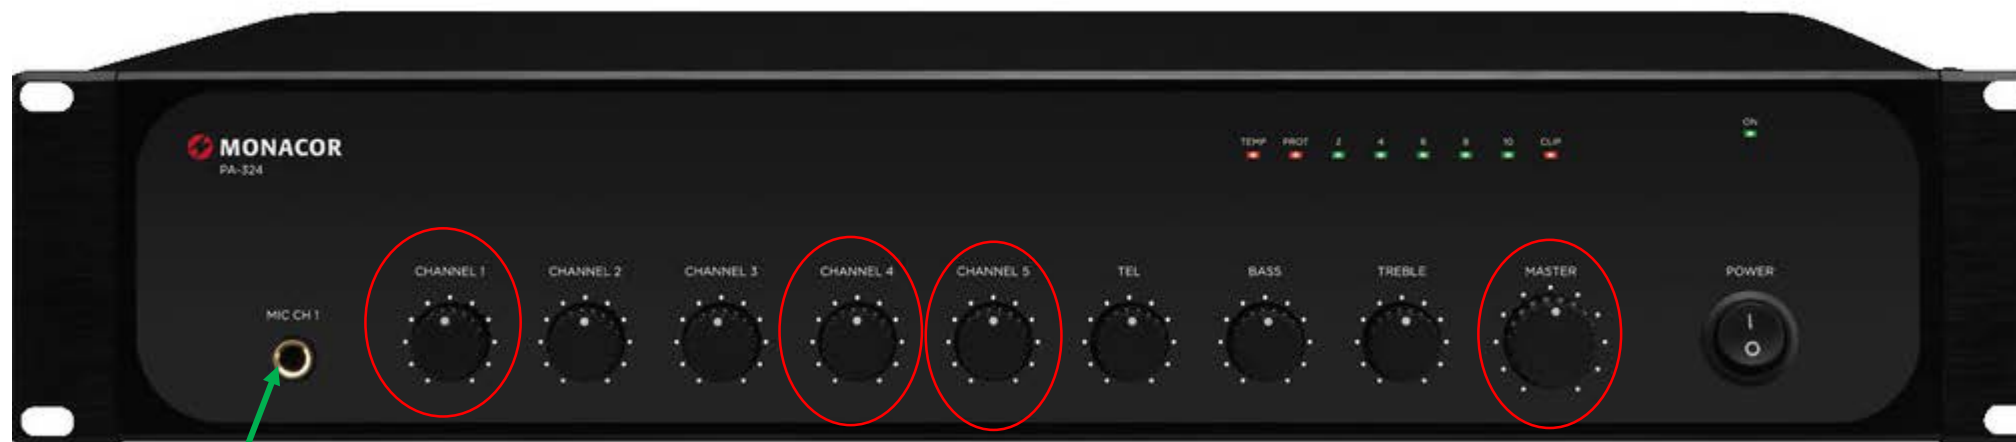 MONACOR
PA-324
TEMP PROT 2 4 6 8 10 CLIP
ON
CHANNEL 1 CHANNEL 2 CHANNEL 3 CHANNEL 4 CHANNEL 5 TEL BASS TREBLE MASTER POWER
MIC CH 1
I
O